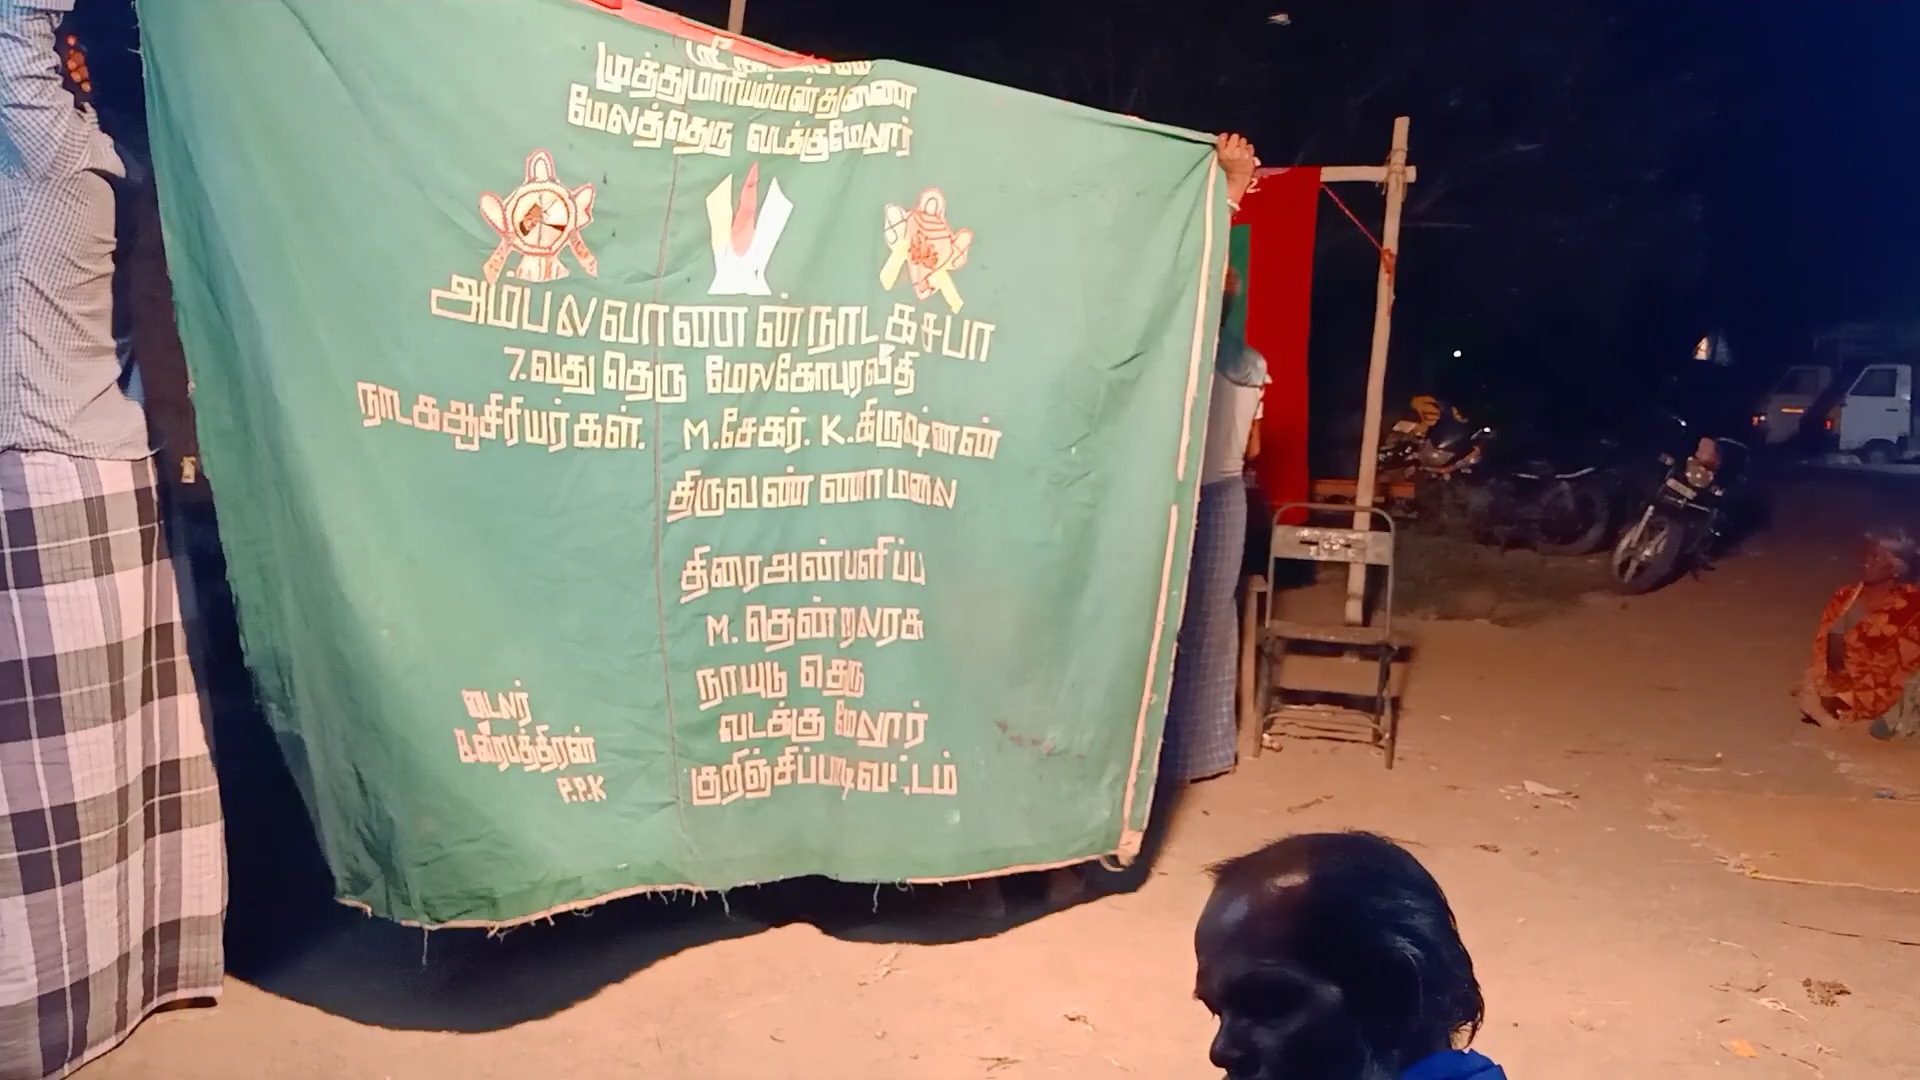 ஸ்ரீ
முத்துமாரியம்மன் துணை
மேலத்தெரு வடக்குமேலூர்
அம்பலவாணன் நாடகசபா
7.வது தெரு மேலகோபுரவீதி
நாடகஆசிரியர்கள். M.சேகர். K.கிருஷ்னன்
திருவண்ணாமலை
திரைஅன்பளிப்பு
M. தென்றலரசு
நாயுடு தெரு
வடக்கு மேலூர்
குறிஞ்சிப்பாடிவட்டம்
டைலர்
B.வீரபத்திரன்
P.P.K